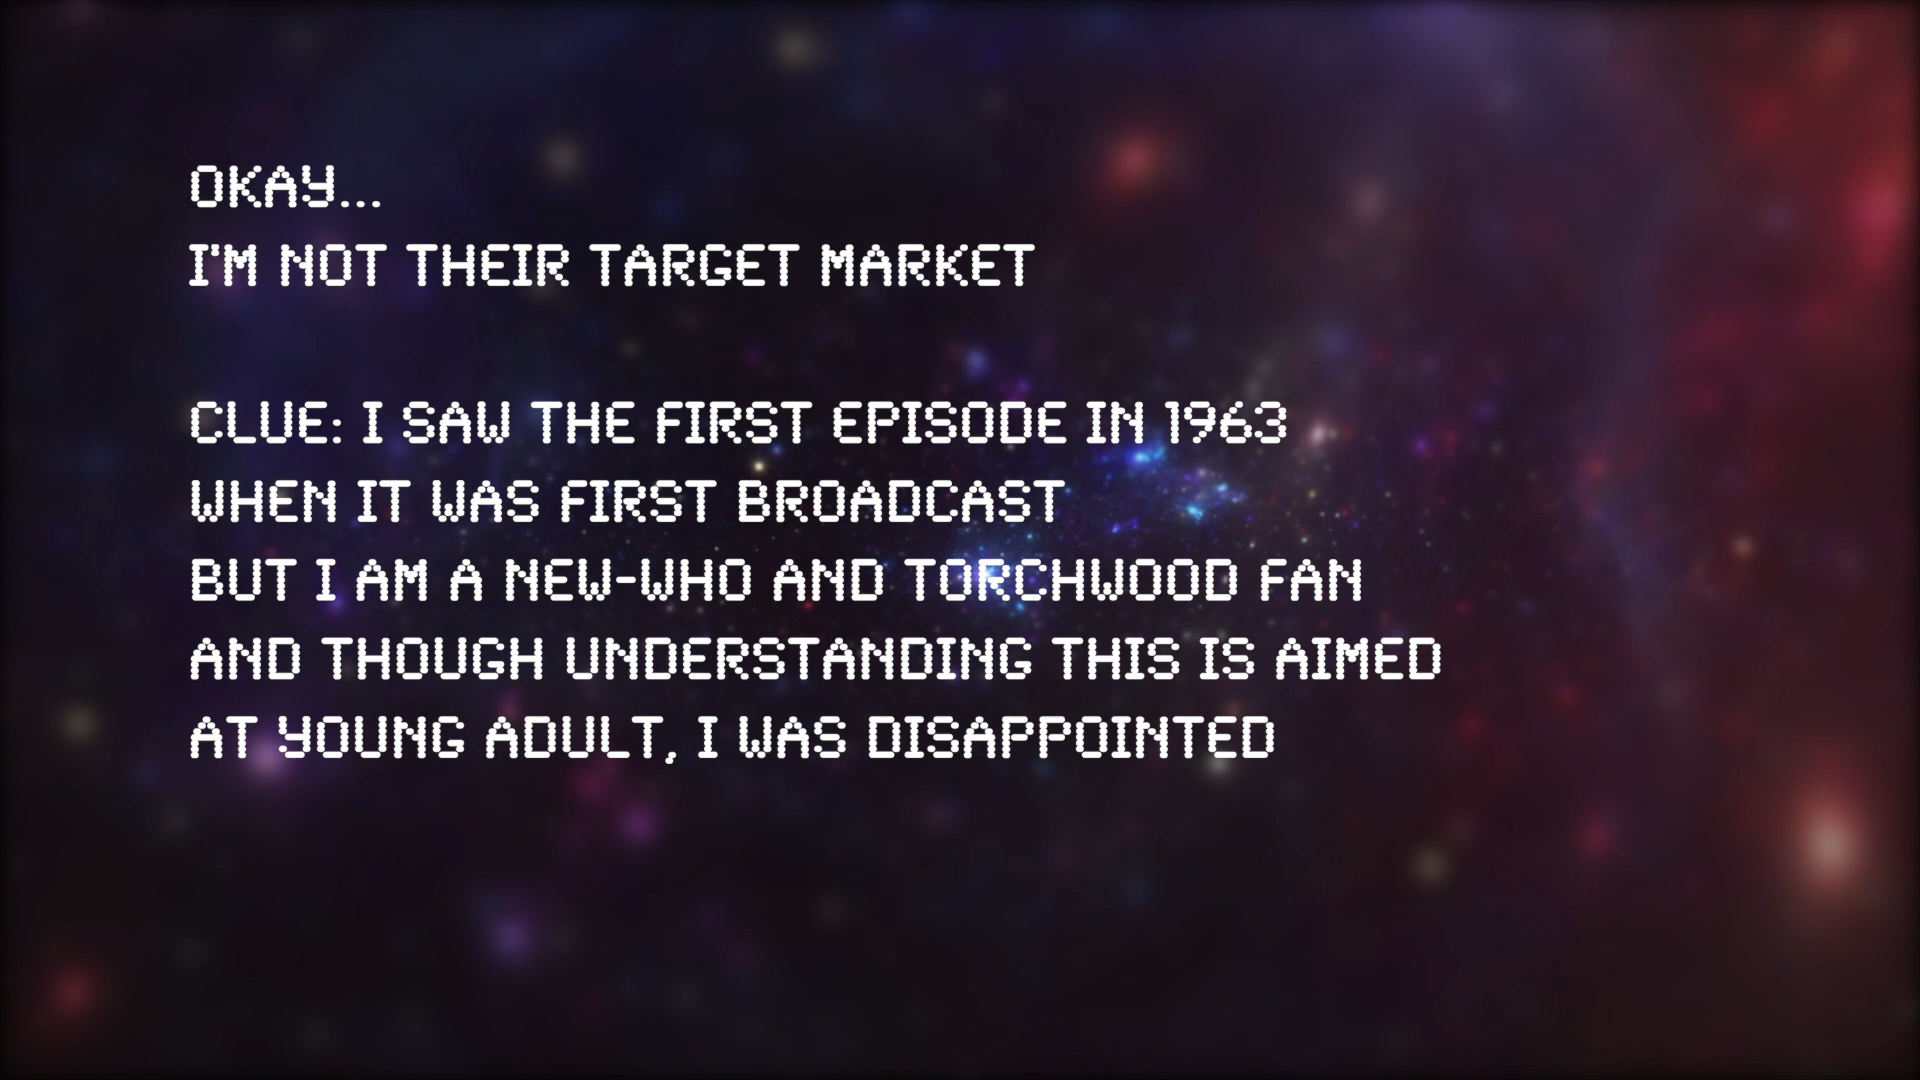 OKAY...
I'M NOT THEIR TARGET MARKET
CLUE: I SAW THE FIRST EPISODE IN 1963
WHEN IT WAS FIRST BROADCAST
BUT I AM A NEW-WHO AND TORCHWOOD FAN
AND THOUGH UNDERSTANDING THIS IS AIMED
AT YOUNG ADULT, I WAS DISAPPOINTED